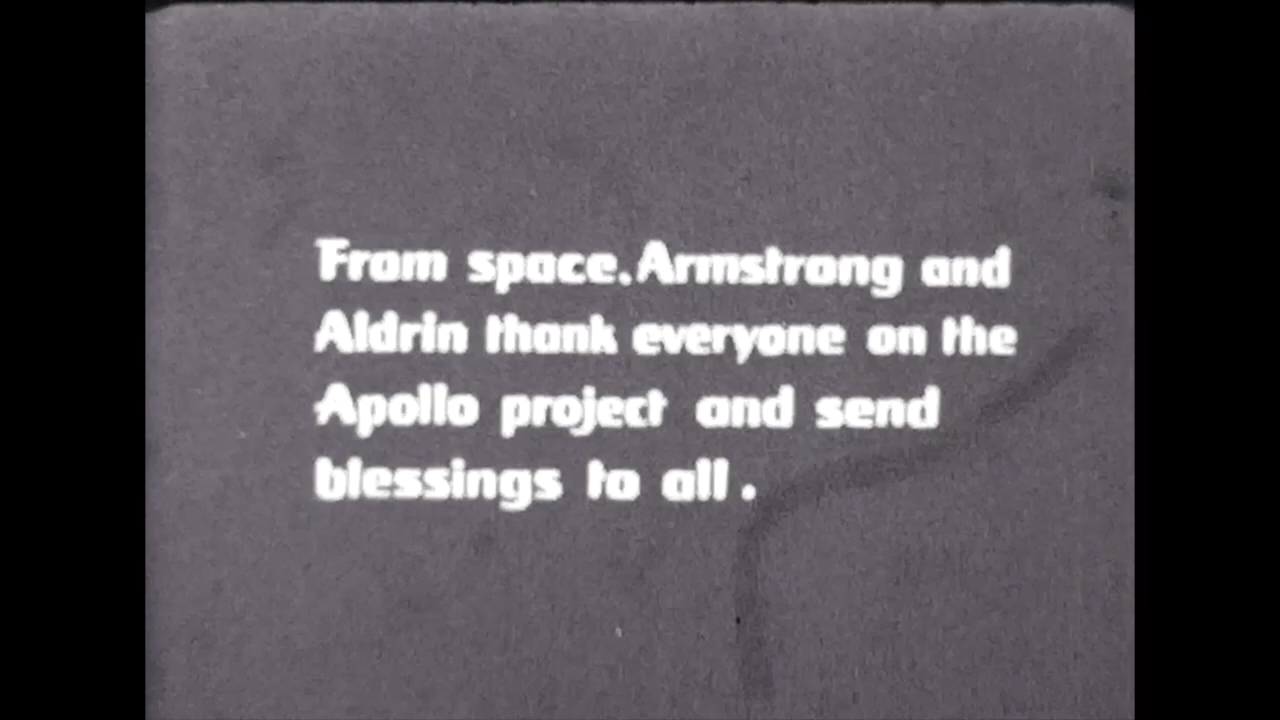 From space.Armstrong and
Aldrin thank everyone on the
Apollo project and send
blessings to all.